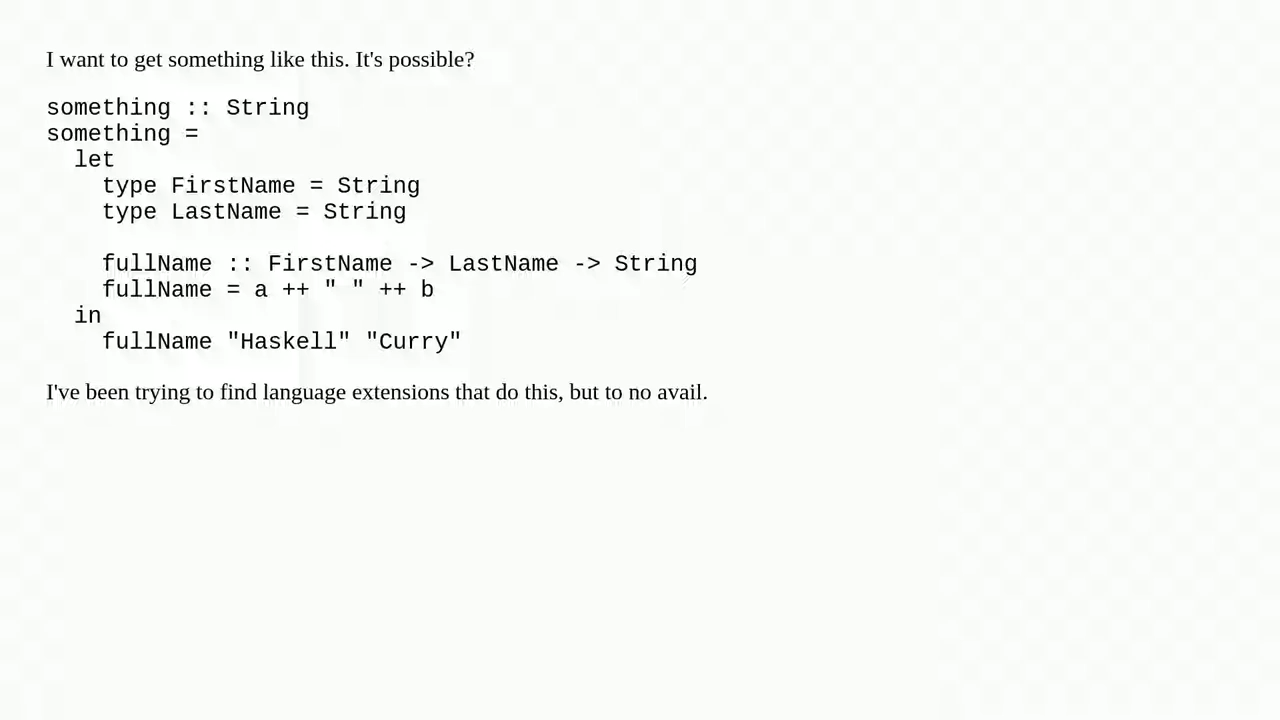 I want to get something like this. It's possible?
something :: String
something =
  let
    type FirstName = String
    type LastName = String

    fullName :: FirstName -> LastName -> String
    fullName = a ++ " " ++ b
  in
    fullName "Haskell" "Curry"
I've been trying to find language extensions that do this, but to no avail.